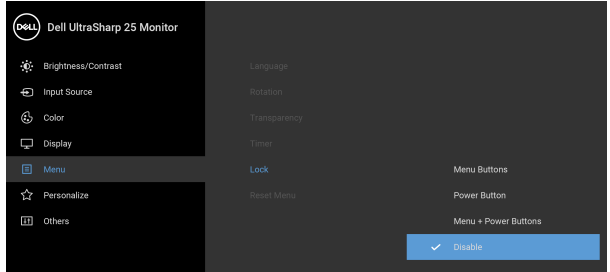 DELL Dell UltraSharp 25 Monitor
Brightness/Contrast
Input Source
Color
Display
Menu
Personalize
Others
Language
Rotation
Transparency
Timer
Lock
Reset Menu
Menu Buttons
Power Button
Menu + Power Buttons
Disable